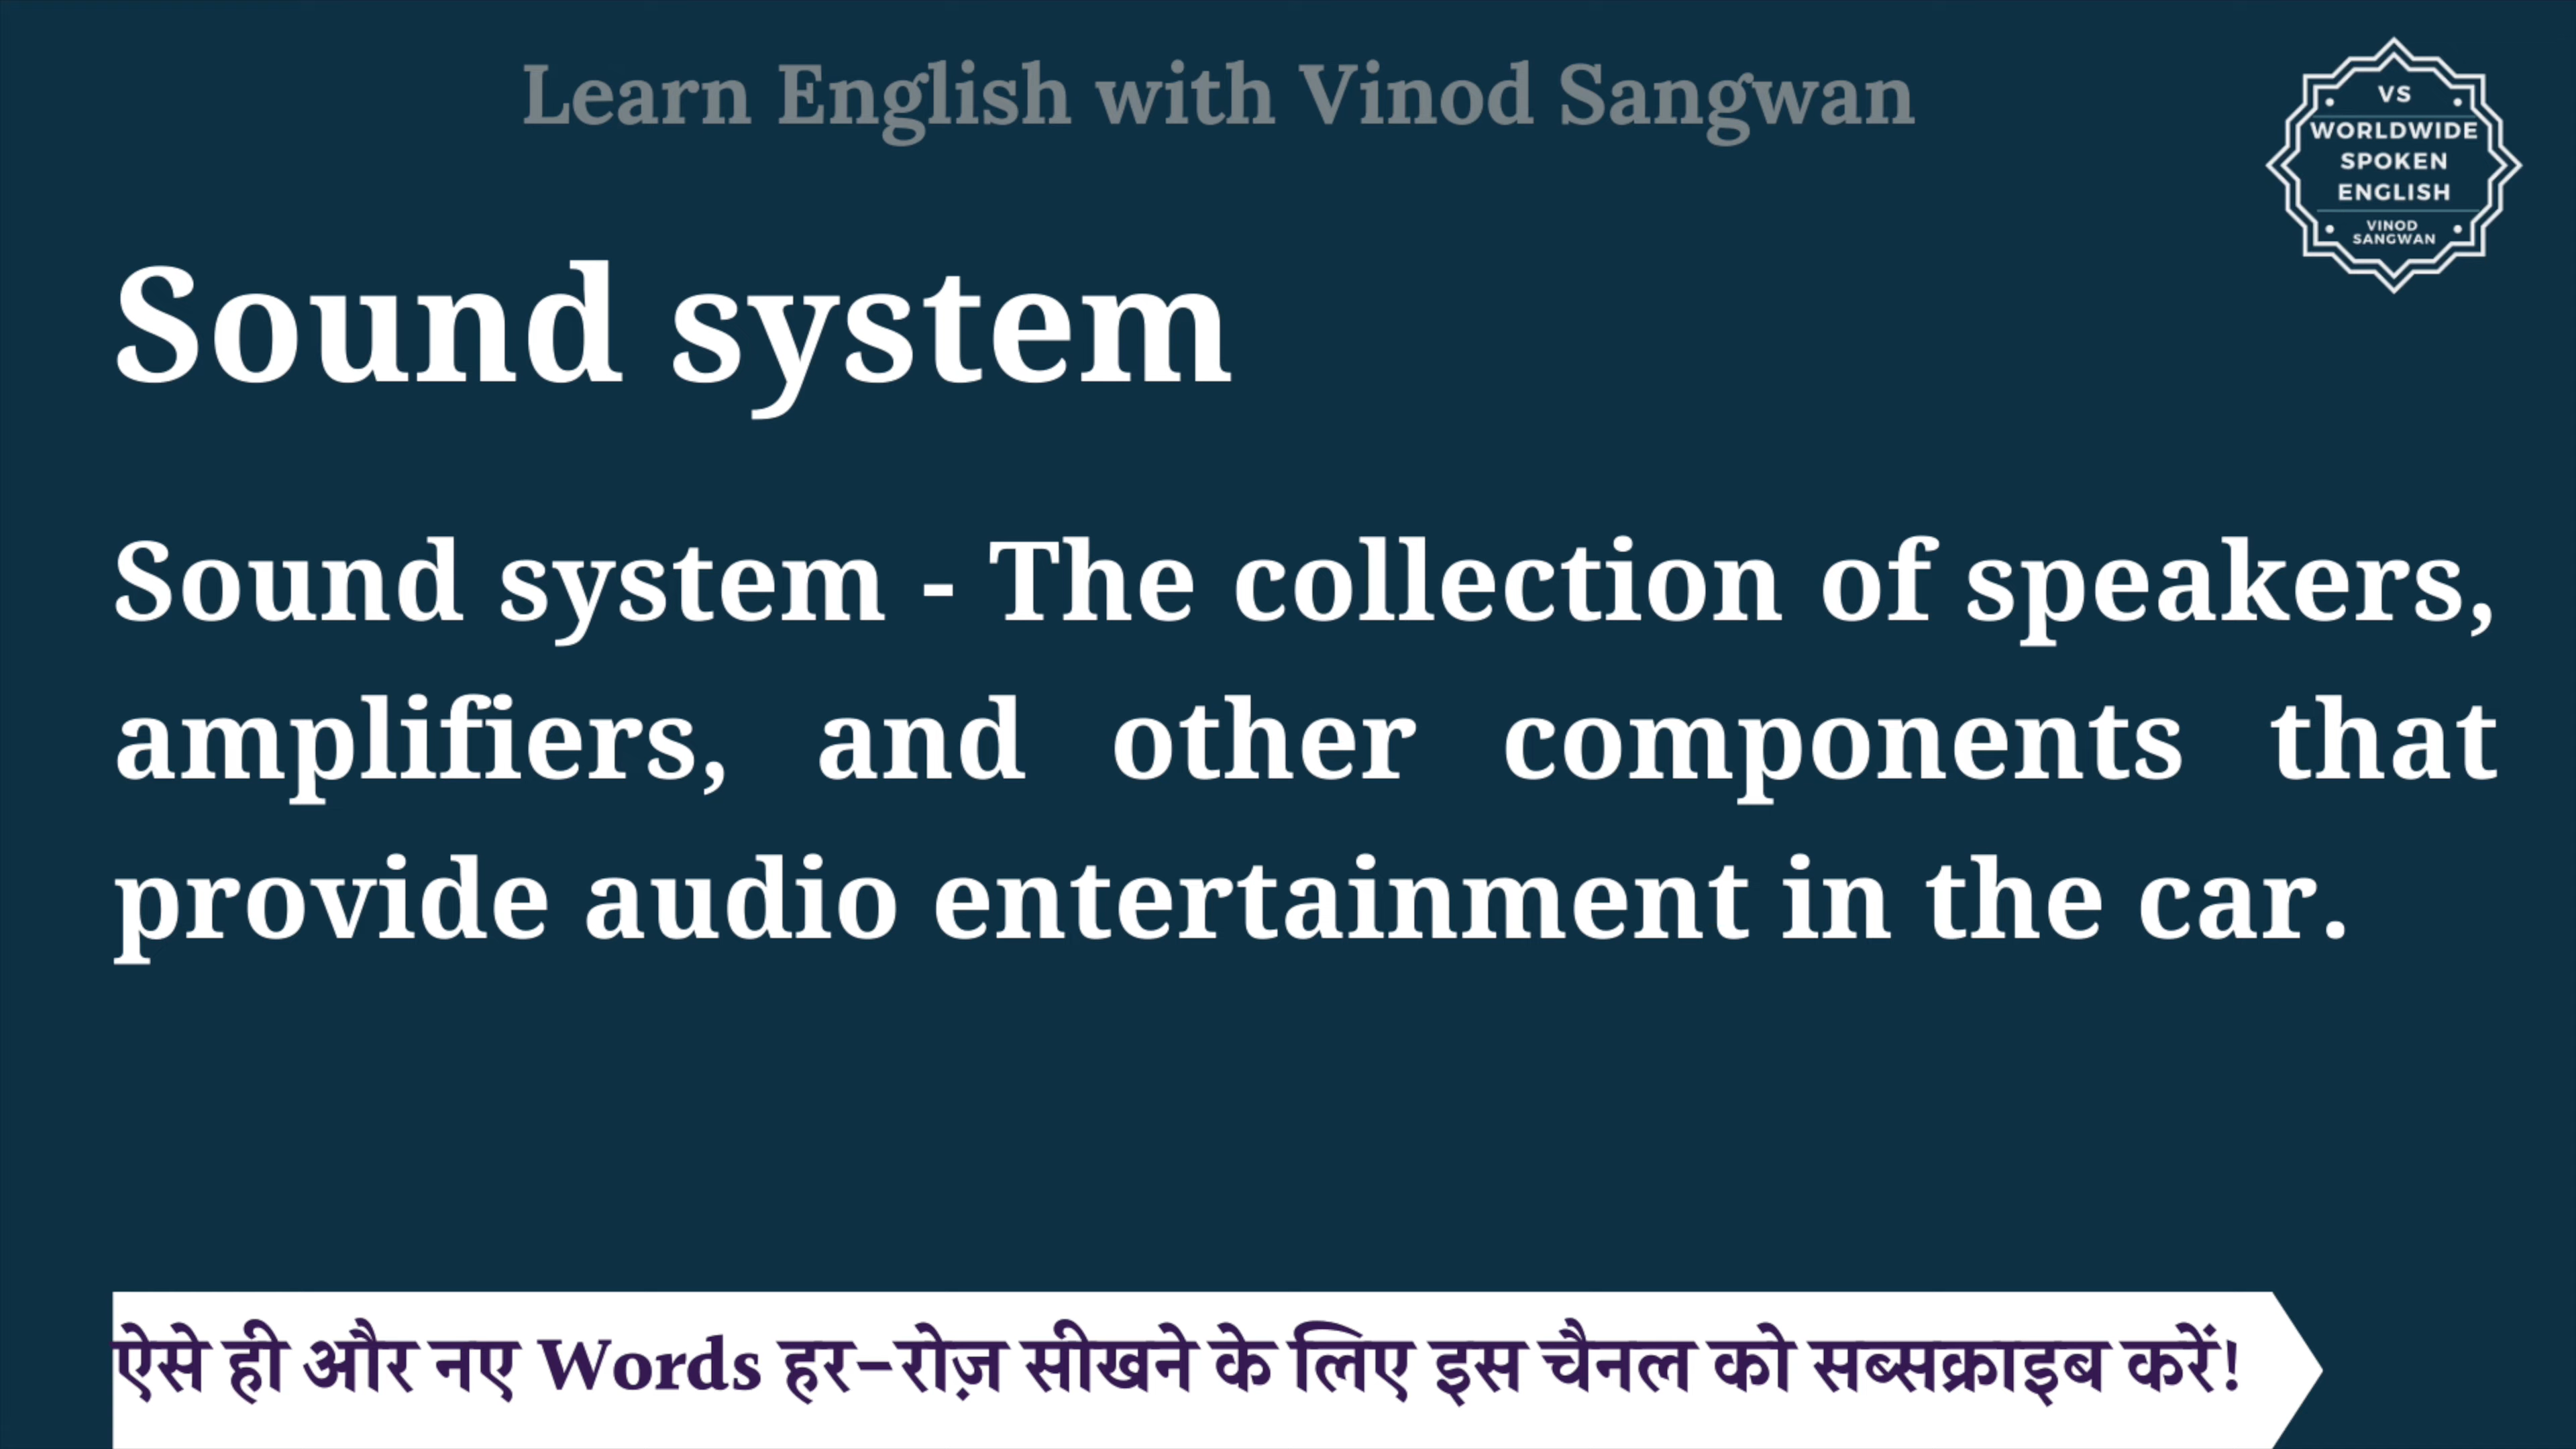 Learn English with Vinod Sangwan
VS
WORLDWIDE
SPOKEN
ENGLISH
VINOD
SANGWAN
Sound system
Sound system - The collection of speakers,
amplifiers, and other components that
provide audio entertainment in the car.
ऐसे ही और नए Words हर-रोज़ सीखने के लिए इस चैनल को सब्सक्राइब करें!